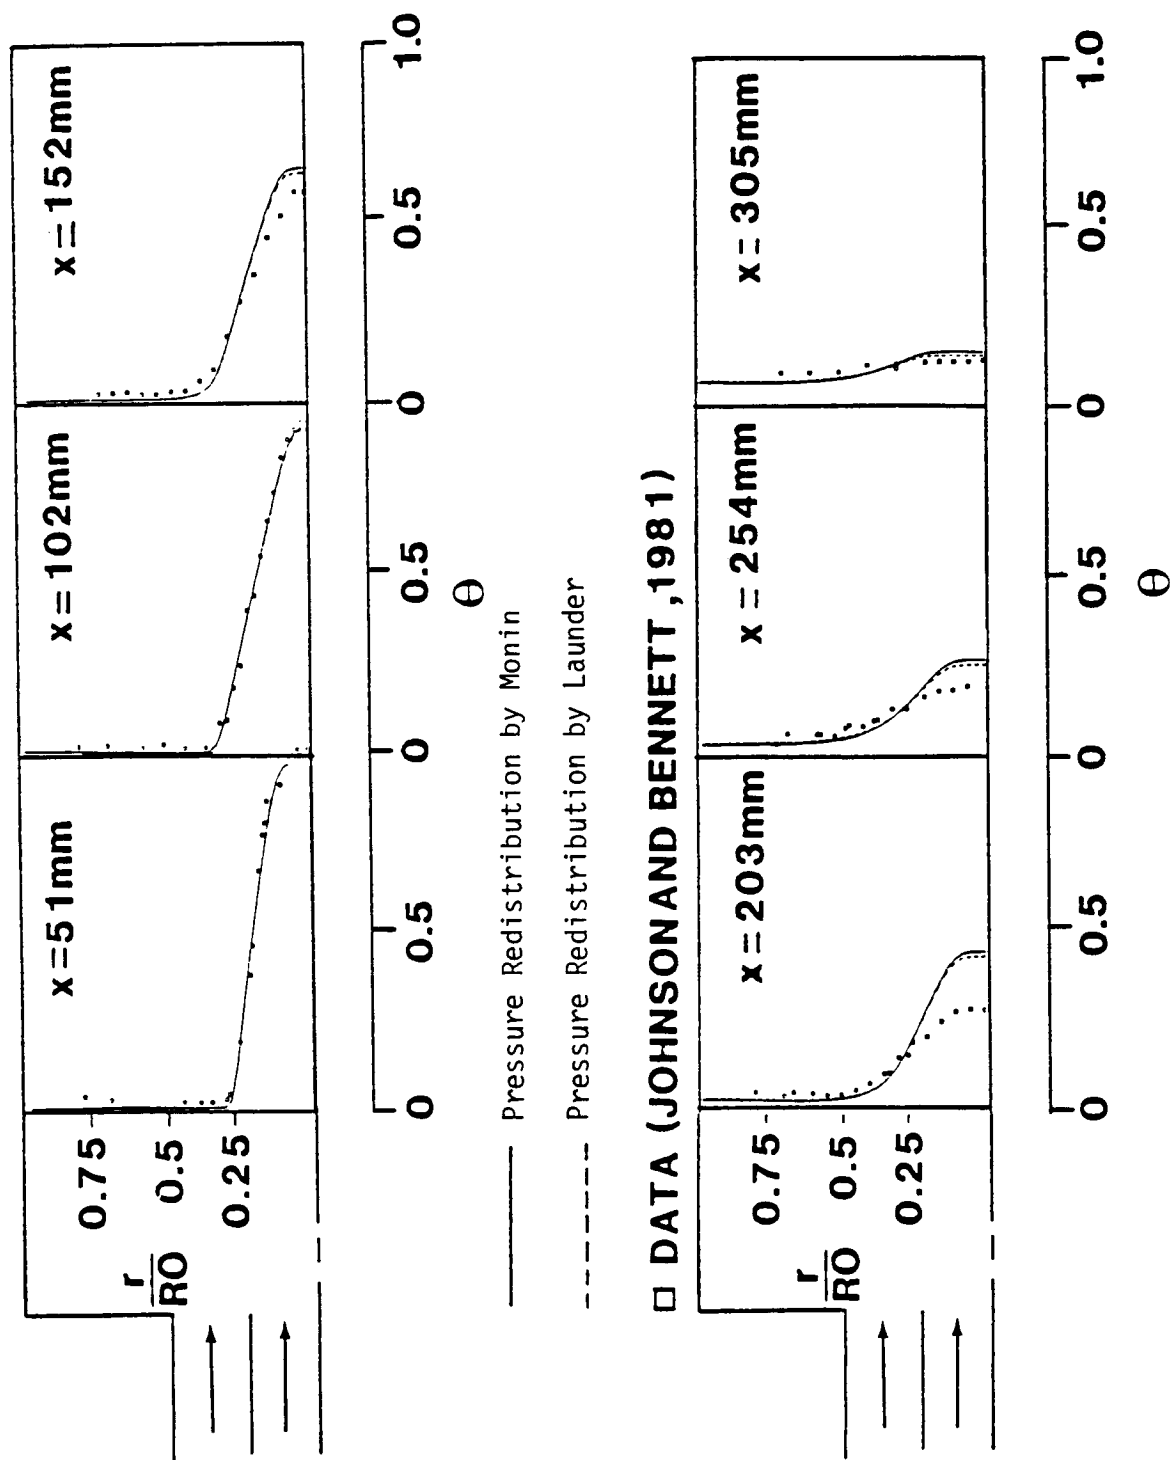 x=51mm
x=102mm
x=152mm
r
RO
0.75
0.5
0.25
0
0.5
0
0.5
0
0.5
1.0
Θ
Pressure Redistribution by Monin
Pressure Redistribution by Launder
DATA (JOHNSON AND BENNETT ,1981)
x=203mm
x=254mm
x=305mm
r
RO
0.75
0.5
0.25
0
0.5
0
0.5
0
0.5
1.0
Θ